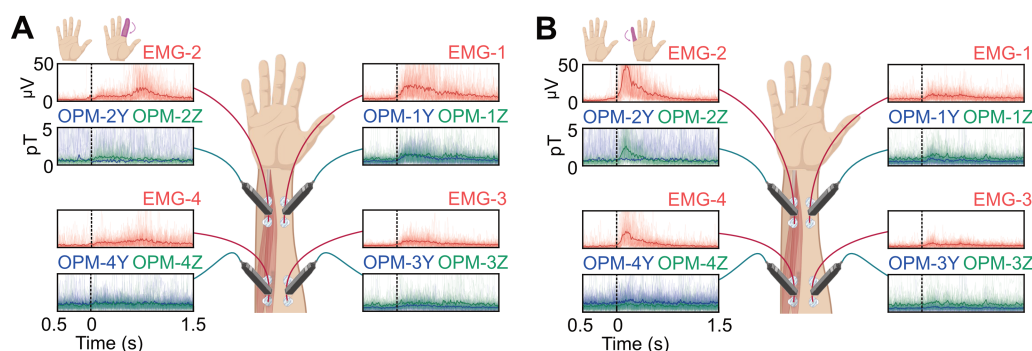 A
EMG-2
EMG-1
50
µV
0
OPM-2Y OPM-2Z
OPM-1Y OPM-1Z
5
pT
0
EMG-4
EMG-3
OPM-4Y OPM-4Z
OPM-3Y OPM-3Z
0.5 0 1.5
Time (s)
B
EMG-2
EMG-1
50
µV
0
OPM-2Y OPM-2Z
OPM-1Y OPM-1Z
5
pT
0
EMG-4
EMG-3
OPM-4Y OPM-4Z
OPM-3Y OPM-3Z
0.5 0 1.5
Time (s)